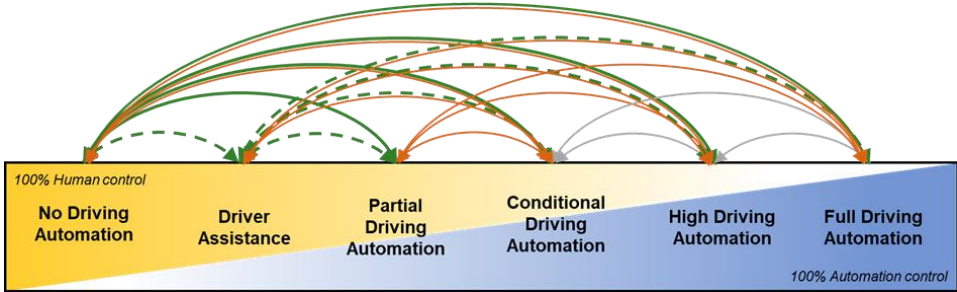 100% Human control
No Driving
Automation
Driver
Assistance
Partial
Driving
Automation
Conditional
Driving
Automation
High Driving
Automation
Full Driving
Automation
100% Automation control